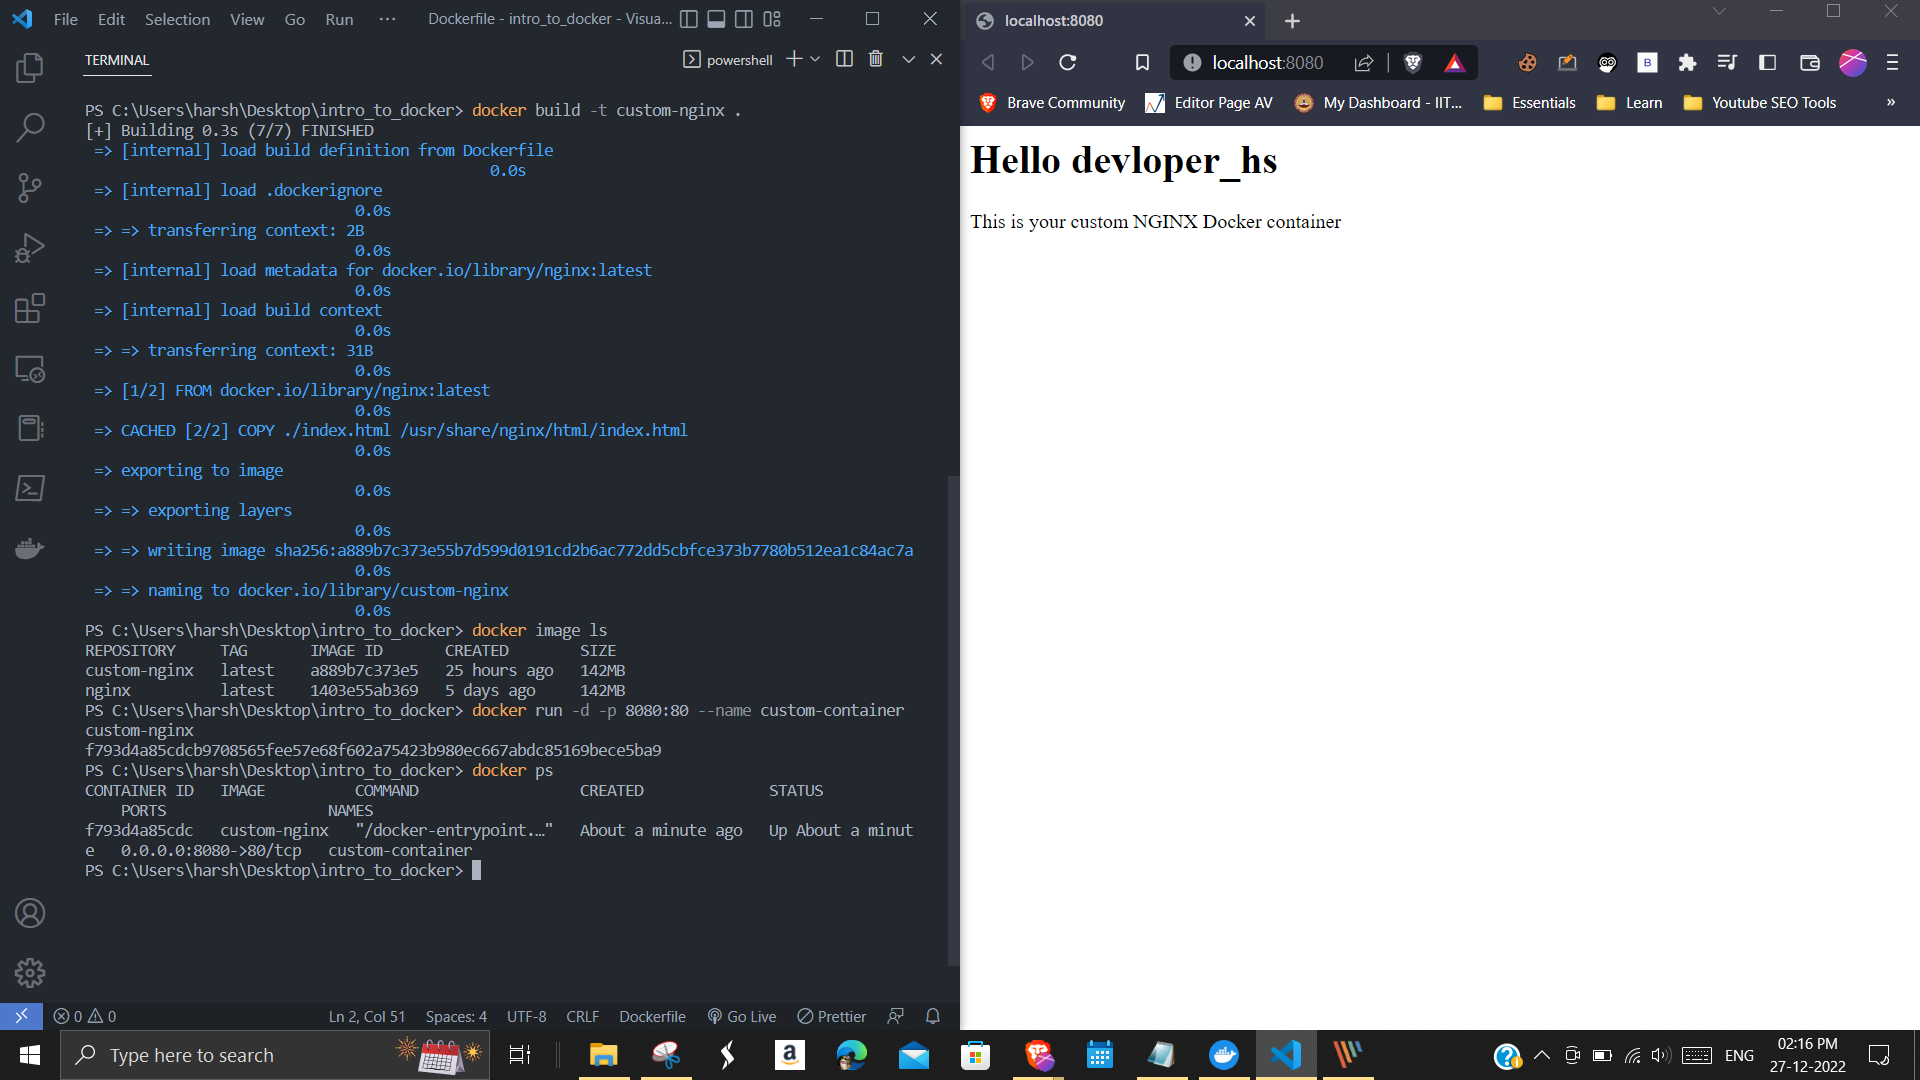 File Edit Selection View Go Run ··· Dockerfile - intro_to_docker - Visua...
TERMINAL
powershell
PS C:\Users\harsh\Desktop\intro_to_docker> docker build -t custom-nginx .
[+] Building 0.3s (7/7) FINISHED
=> [internal] load build definition from Dockerfile
0.0s
=> [internal] load .dockerignore
0.0s
=> => transferring context: 2B
0.0s
=> [internal] load metadata for docker.io/library/nginx:latest
0.0s
=> [internal] load build context
0.0s
=> => transferring context: 31B
0.0s
=> [1/2] FROM docker.io/library/nginx:latest
0.0s
=> CACHED [2/2] COPY ./index.html /usr/share/nginx/html/index.html
0.0s
=> exporting to image
0.0s
=> => exporting layers
0.0s
=> => writing image sha256:a889b7c373e55b7d599d0191cd2b6ac772dd5cbfce373b7780b512ea1c84ac7a
0.0s
=> => naming to docker.io/library/custom-nginx
0.0s
PS C:\Users\harsh\Desktop\intro_to_docker> docker image ls
REPOSITORY TAG IMAGE ID CREATED SIZE
custom-nginx latest a889b7c373e5 25 hours ago 142MB
nginx latest 1403e55ab369 5 days ago 142MB
PS C:\Users\harsh\Desktop\intro_to_docker> docker run -d -p 8080:80 --name custom-container
custom-nginx
f793d4a85cdcb9708565fee57e68f602a75423b980ec667abdc85169bece5ba9
PS C:\Users\harsh\Desktop\intro_to_docker> docker ps
CONTAINER ID IMAGE COMMAND CREATED STATUS
PORTS NAMES
f793d4a85cdc custom-nginx "/docker-entrypoint.…" About a minute ago Up About a minut
e 0.0.0.0:8080->80/tcp custom-container
PS C:\Users\harsh\Desktop\intro_to_docker>
0 0 Ln 2, Col 51 Spaces: 4 UTF-8 CRLF Dockerfile Go Live Prettier
localhost:8080
localhost:8080
Brave Community Editor Page AV My Dashboard - IIT... Essentials Learn Youtube SEO Tools »
Hello devloper_hs
This is your custom NGINX Docker container
Type here to search
ENG
02:16 PM
27-12-2022